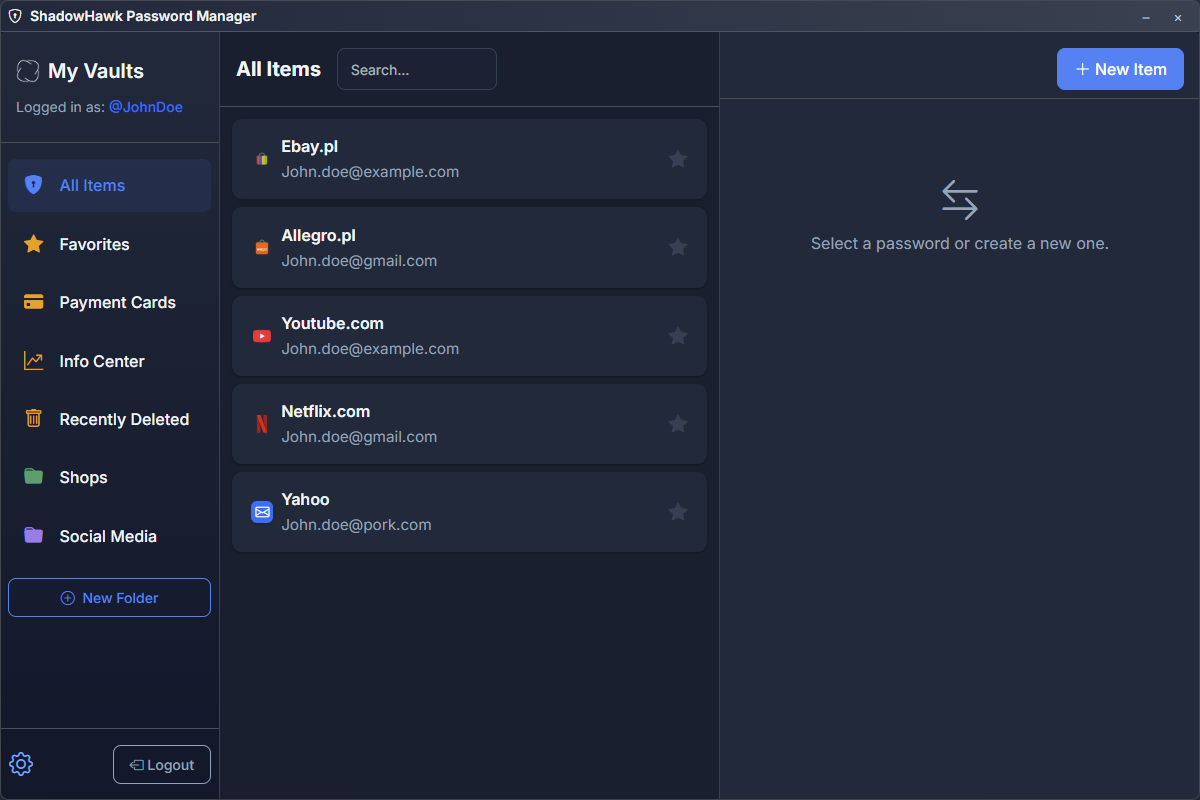 ShadowHawk Password Manager
My Vaults
Logged in as: @JohnDoe
All Items
Favorites
Payment Cards
Info Center
Recently Deleted
Shops
Social Media
New Folder
Logout
All Items
Search...
Ebay.pl
John.doe@example.com
Allegro.pl
John.doe@gmail.com
Youtube.com
John.doe@example.com
Netflix.com
John.doe@gmail.com
Yahoo
John.doe@pork.com
+ New Item
Select a password or create a new one.